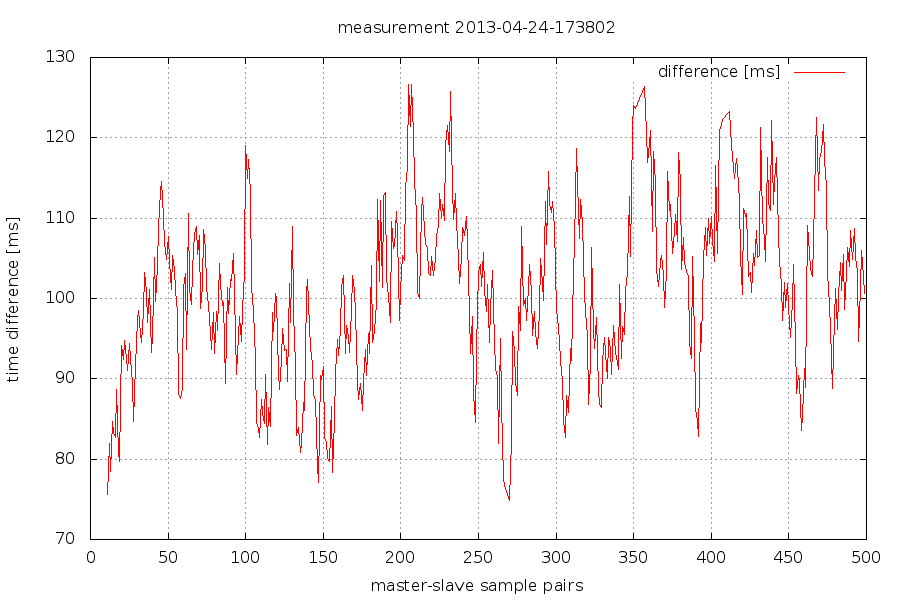 measurement 2013-04-24-173802
difference [ms]
time difference [ms]
130
120
110
100
90
80
70
0 50 100 150 200 250 300 350 400 450 500
master-slave sample pairs